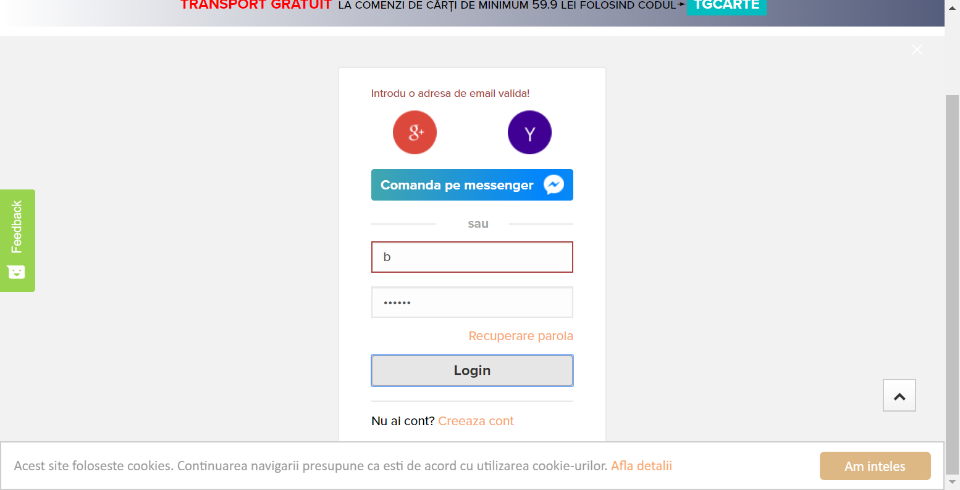 TRANSPORT GRATUIT LA COMENZI DE CĂRȚI DE MINIMUM 59.9 LEI FOLOSIND CODUL TGCARTE
Introdu o adresa de email valida!
g+ Y
Comanda pe messenger
sau
b
Feedback
••••••
Recuperare parola
Login
Nu ai cont? Creeaza cont
Acest site foloseste cookies. Continuarea navigarii presupune ca esti de acord cu utilizarea cookie-urilor. Afla detalii
Am inteles